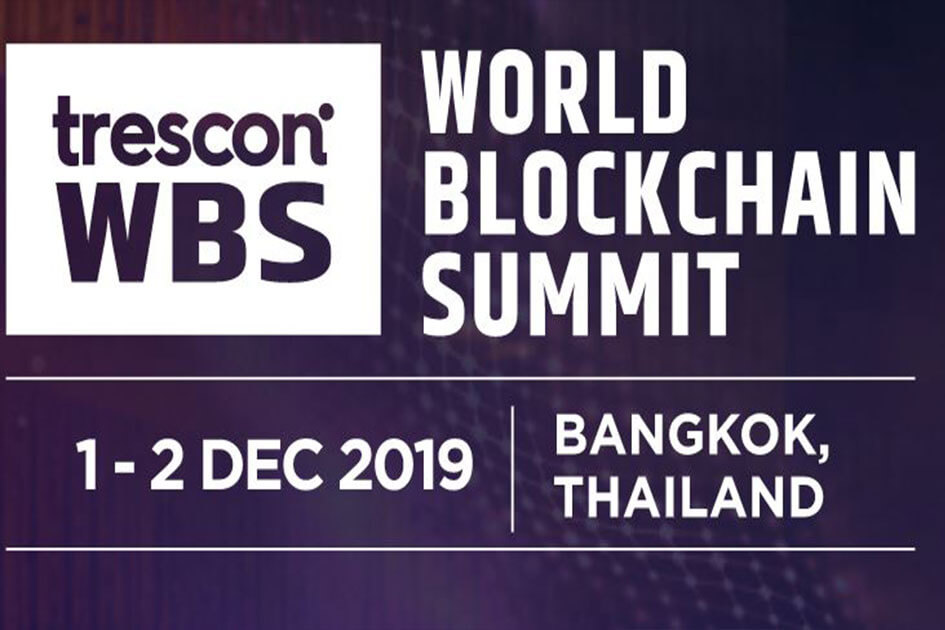 trescon
WBS
WORLD
BLOCKCHAIN
SUMMIT
1 - 2 DEC 2019
BANGKOK,
THAILAND